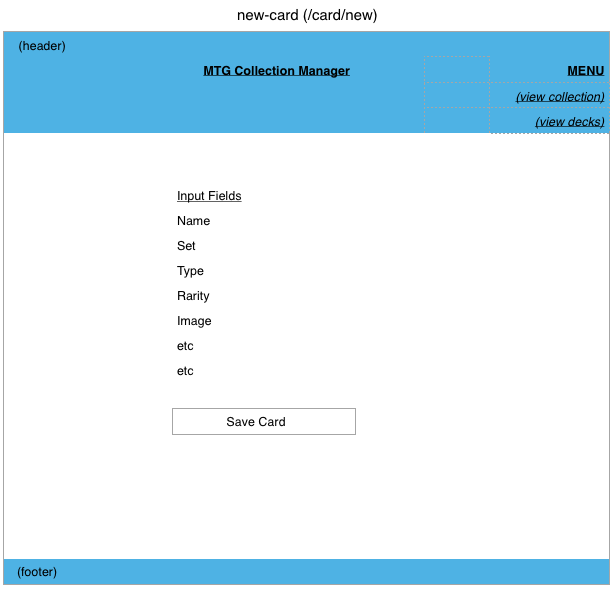 new-card (/card/new)
(header)
MTG Collection Manager
MENU
(view collection)
(view decks)
Input Fields
Name
Set
Type
Rarity
Image
etc
etc
Save Card
(footer)